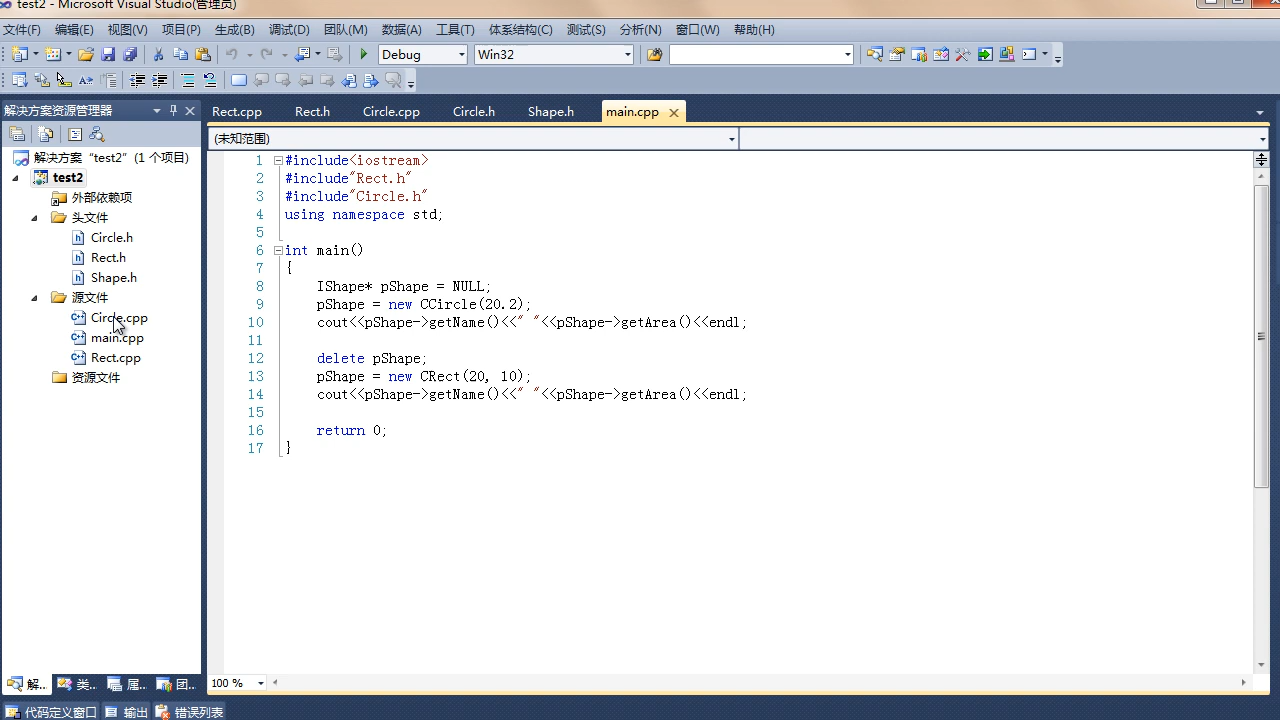 test2 - Microsoft Visual Studio(管理员)
文件(F) 编辑(E) 视图(V) 项目(P) 生成(B) 调试(D) 团队(M) 数据(A) 工具(T) 体系结构(C) 测试(S) 分析(N) 窗口(W) 帮助(H)
Debug Win32
解决方案资源管理器
Rect.cpp Rect.h Circle.cpp Circle.h Shape.h main.cpp
(未知范围)
解决方案 "test2" (1 个项目)
test2
外部依赖项
头文件
Circle.h
Rect.h
Shape.h
源文件
Circle.cpp
main.cpp
Rect.cpp
资源文件
1 #include<iostream>
2 #include"Rect.h"
3 #include"Circle.h"
4 using namespace std;
5
6 int main()
7 {
8 IShape* pShape = NULL;
9 pShape = new CCircle(20.2);
10 cout<<pShape->getName()<<" "<<pShape->getArea()<<endl;
11
12 delete pShape;
13 pShape = new CRect(20, 10);
14 cout<<pShape->getName()<<" "<<pShape->getArea()<<endl;
15
16 return 0;
17 }
解... 类... 属... 团...
100 %
代码定义窗口 输出 错误列表